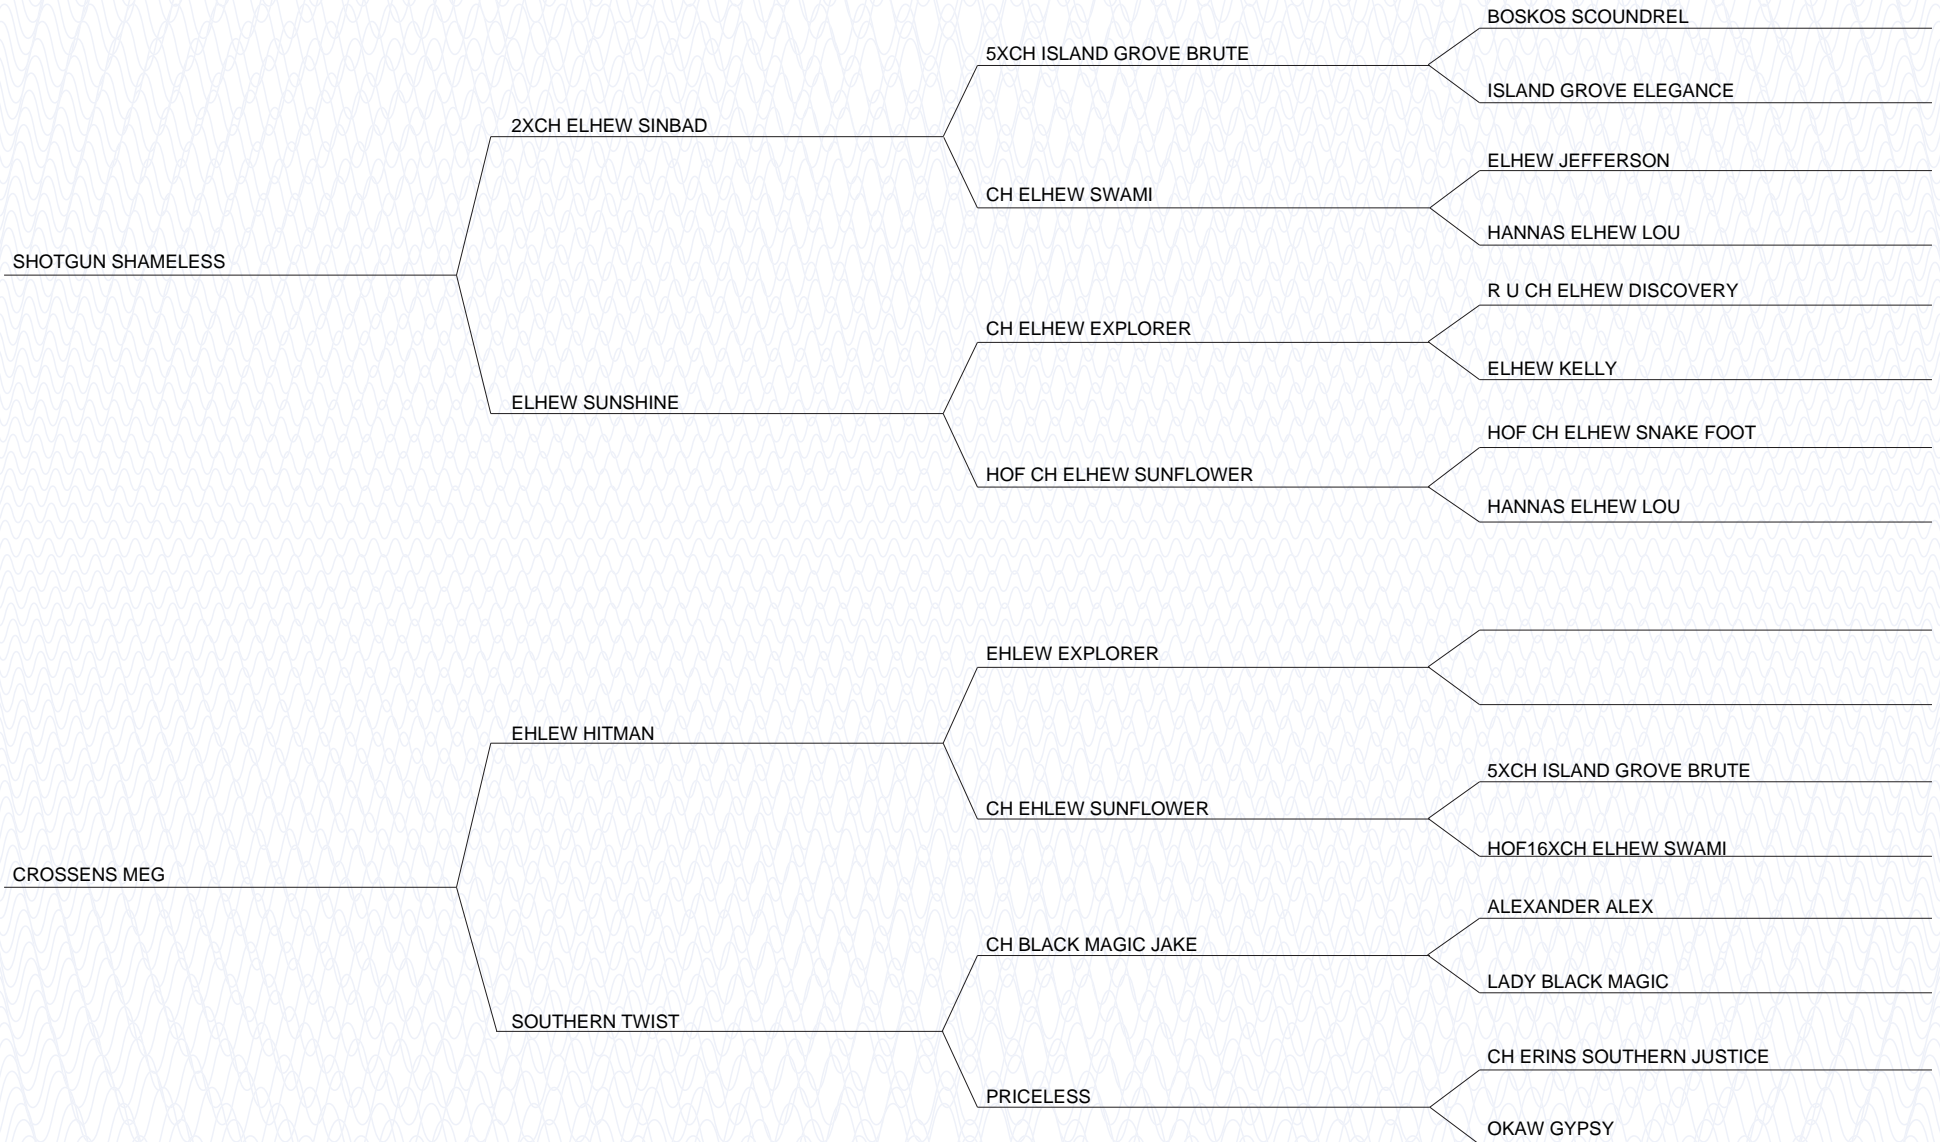 BOSKOS SCOUNDREL
5XCH ISLAND GROVE BRUTE
ISLAND GROVE ELEGANCE
2XCH ELHEW SINBAD
ELHEW JEFFERSON
CH ELHEW SWAMI
HANNAS ELHEW LOU
SHOTGUN SHAMELESS
R U CH ELHEW DISCOVERY
CH ELHEW EXPLORER
ELHEW KELLY
ELHEW SUNSHINE
HOF CH ELHEW SNAKE FOOT
HOF CH ELHEW SUNFLOWER
HANNAS ELHEW LOU
EHLEW EXPLORER
EHLEW HITMAN
5XCH ISLAND GROVE BRUTE
CH EHLEW SUNFLOWER
HOF16XCH ELHEW SWAMI
CROSSENS MEG
ALEXANDER ALEX
CH BLACK MAGIC JAKE
LADY BLACK MAGIC
SOUTHERN TWIST
CH ERINS SOUTHERN JUSTICE
PRICELESS
OKAW GYPSY